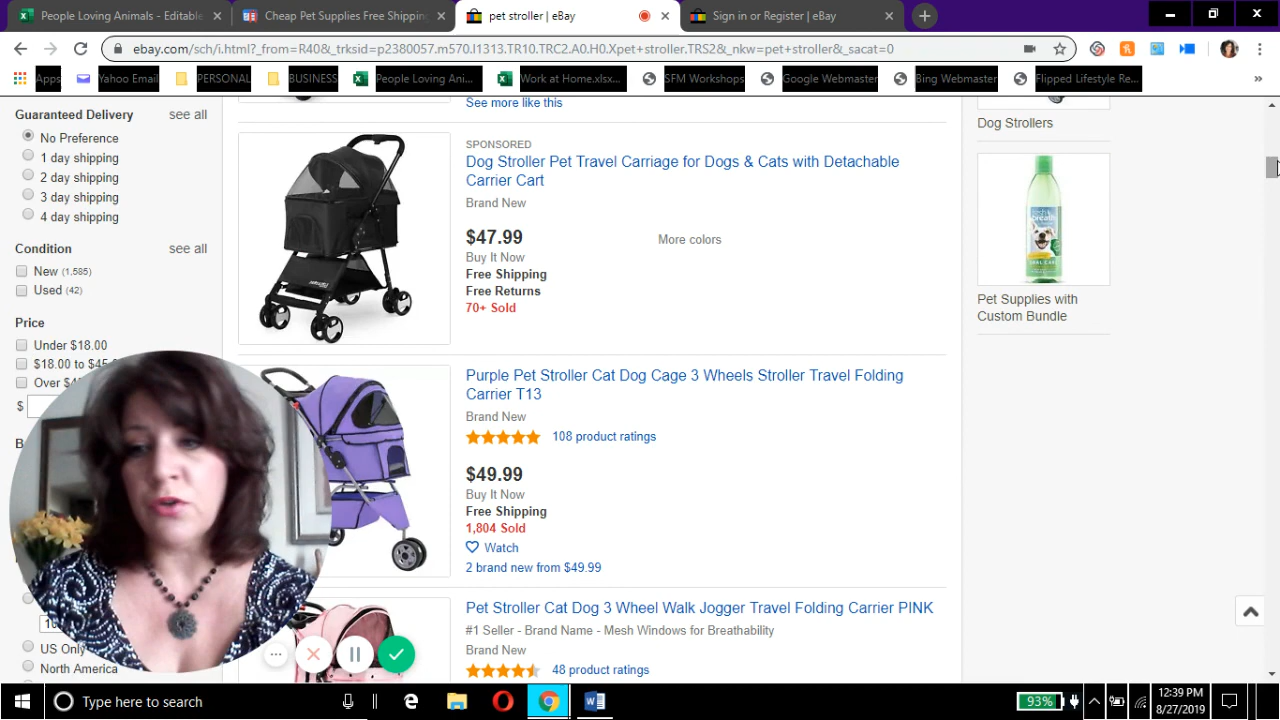 People Loving Animals - Editable
Cheap Pet Supplies Free Shipping
pet stroller | eBay
Sign in or Register | eBay
ebay.com/sch/i.html?_from=R40&_trksid=p2380057.m570.l1313.TR10.TRC2.A0.H0.Xpet+stroller.TRS2&_nkw=pet+stroller&_sacat=0
Apps
Yahoo Email
PERSONAL
BUSINESS
People Loving Ani...
Work at Home.xlsx...
SFM Workshops
Google Webmaster
Bing Webmaster
Flipped Lifestyle Re...
Guaranteed Delivery see all
No Preference
1 day shipping
2 day shipping
3 day shipping
4 day shipping
Condition see all
New (1,585)
Used (42)
Price
Under $18.00
$18.00 to $45
Over $4
$
US Only
North America
See more like this
SPONSORED
Dog Stroller Pet Travel Carriage for Dogs & Cats with Detachable
Carrier Cart
Brand New
$47.99
More colors
Buy It Now
Free Shipping
Free Returns
70+ Sold
Purple Pet Stroller Cat Dog Cage 3 Wheels Stroller Travel Folding
Carrier T13
Brand New
108 product ratings
$49.99
Buy It Now
Free Shipping
1,804 Sold
Watch
2 brand new from $49.99
Pet Stroller Cat Dog 3 Wheel Walk Jogger Travel Folding Carrier PINK
#1 Seller - Brand Name - Mesh Windows for Breathability
Brand New
48 product ratings
Dog Strollers
Pet Supplies with
Custom Bundle
Type here to search
93%
12:39 PM
8/27/2019